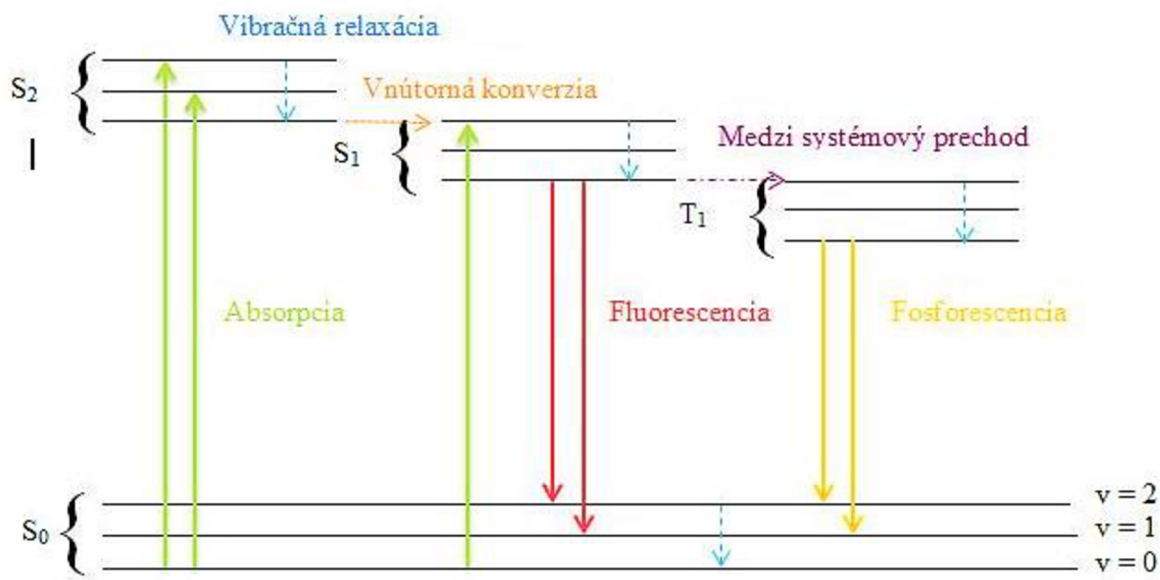 Vibračná relaxácia
S₂
Vnútorná konverzia
S₁
Medzi systémový prechod
T₁
Absorpcia
Fluorescencia
Fosforescencia
S₀
v = 2
v = 1
v = 0